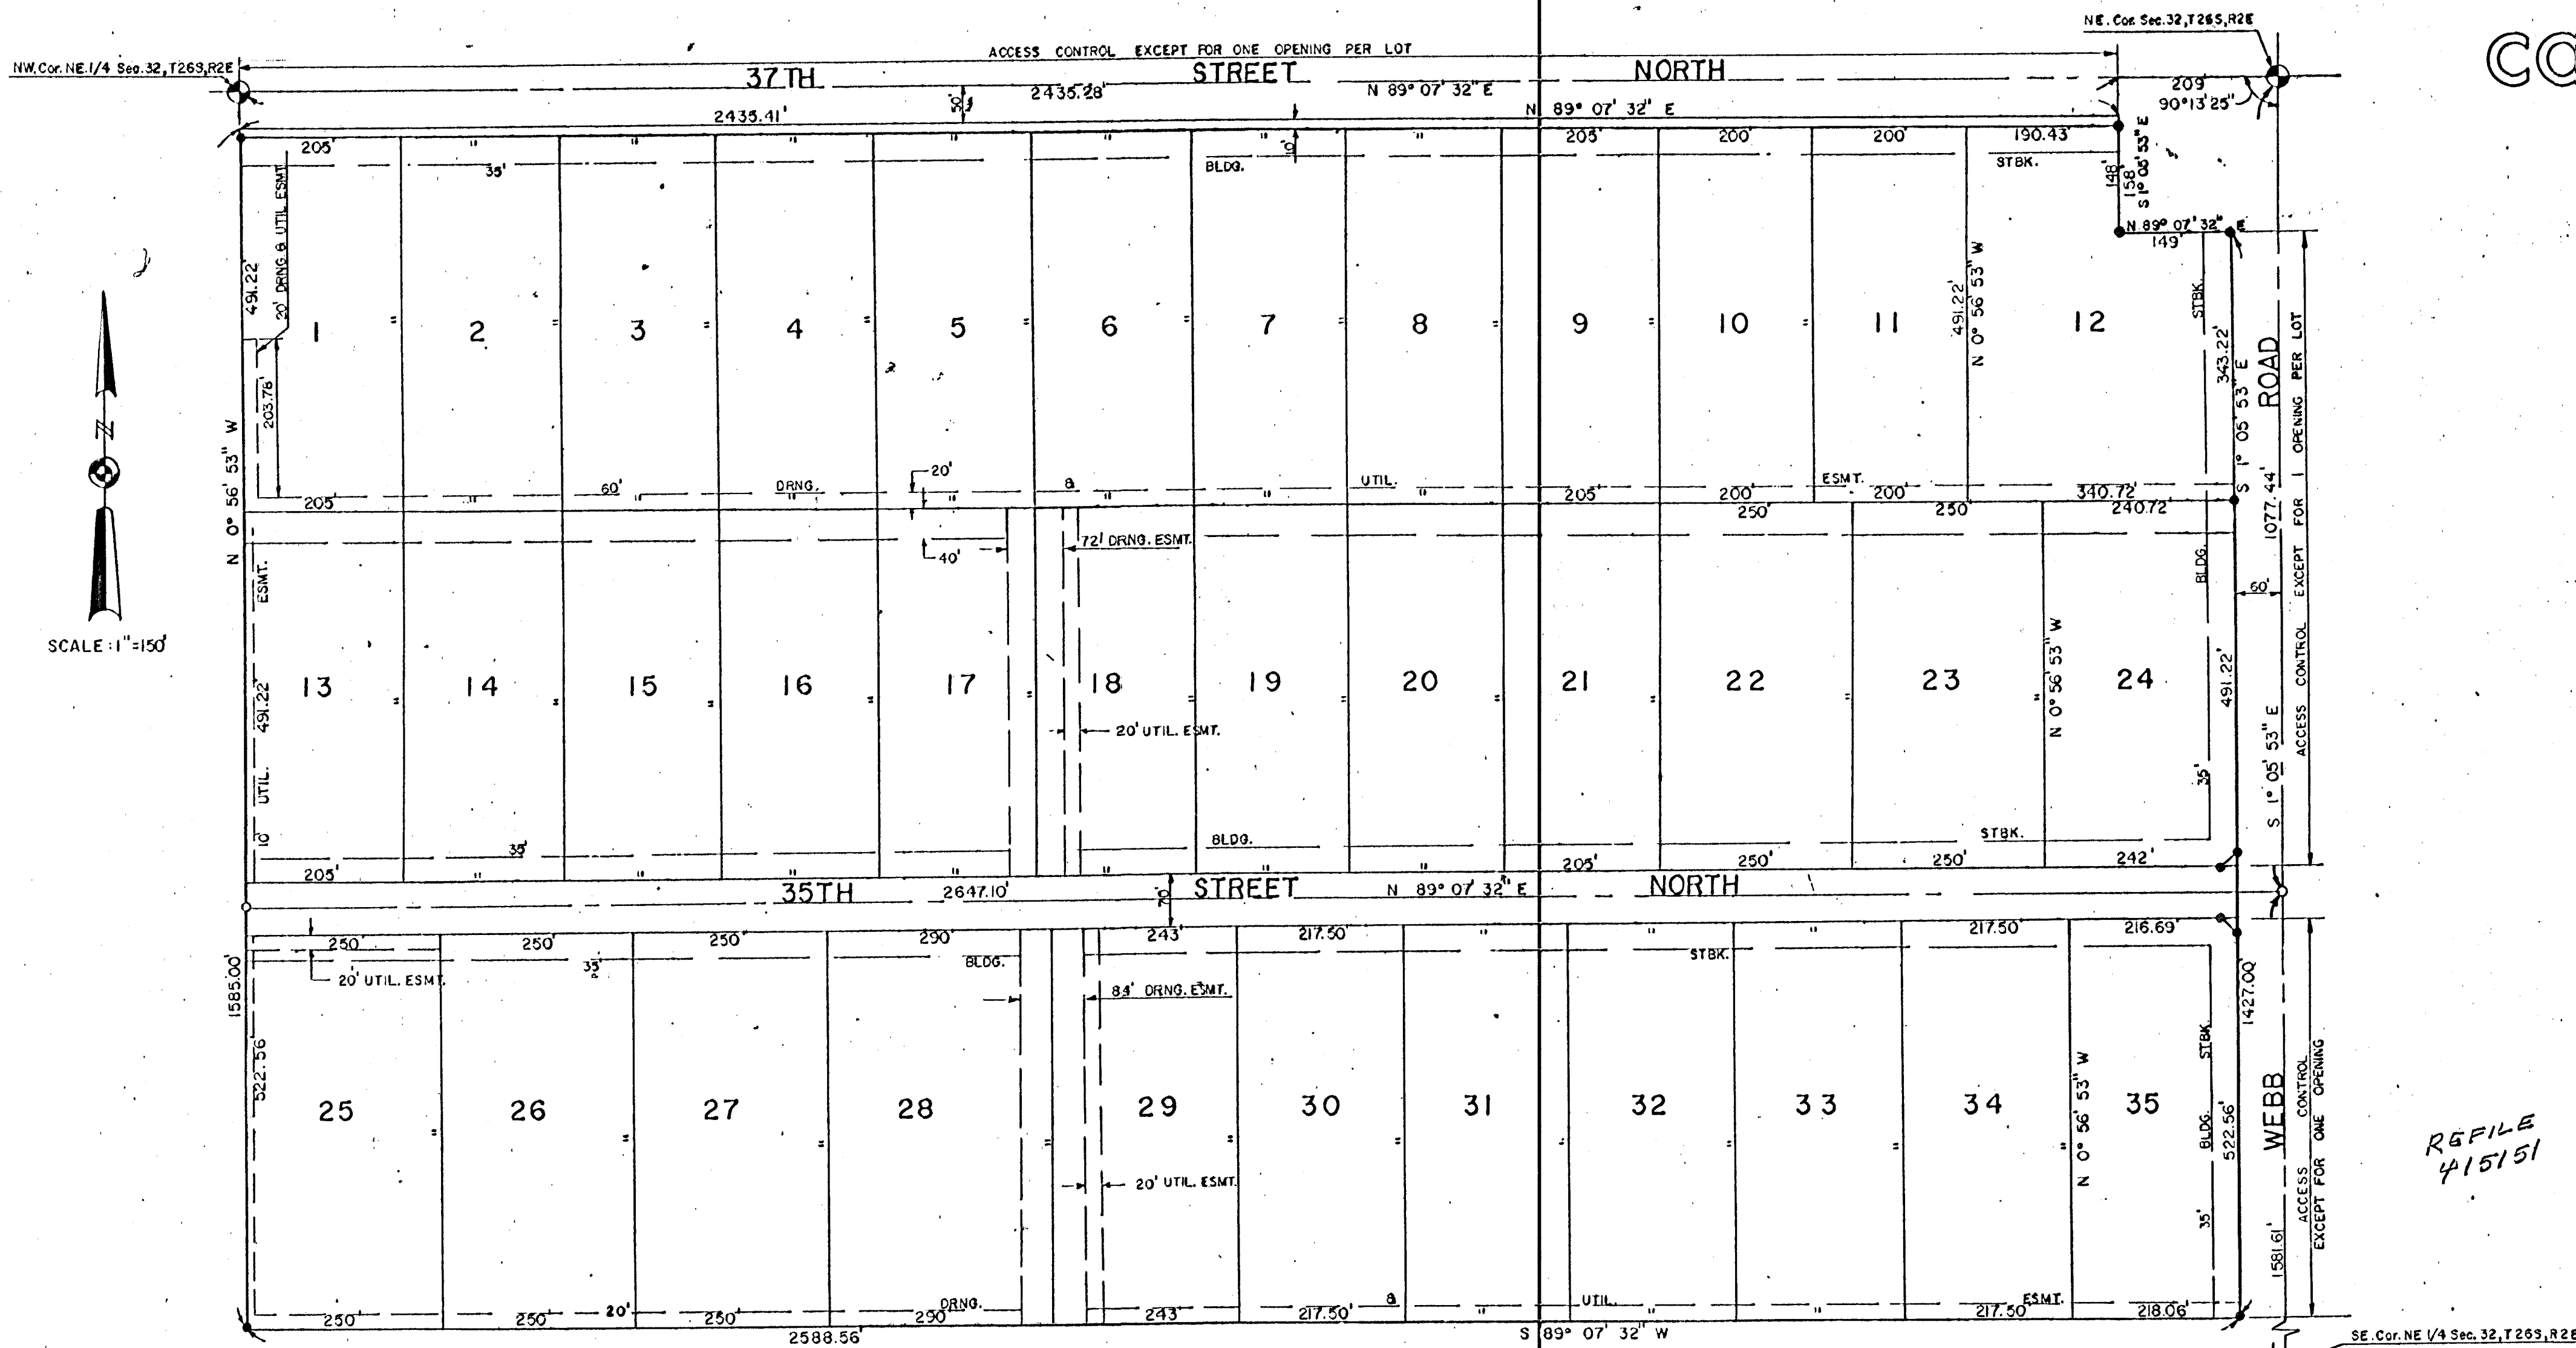 NE. Cor. Sec. 32, T26S, R2E
CO
ACCESS CONTROL EXCEPT FOR ONE OPENING PER LOT
NW. Cor. NE. 1/4 Sec. 32, T26S, R2E
37TH STREET NORTH
209'
90°13'25"
50'
2435.28'
N 89° 07' 32" E
2435.41'
N 89° 07' 32" E
205' " " " " " " " 205' 200' 200' 190.43'
10'
35' BLDG. STBK.
148'
158'
S 1° 05' 53" E
N 89° 07' 32" E
149'
20' DRNG & UTIL ESMT
491.22'
203.78'
1 " 2 " 3 " 4 " 5 " 6 " 7 " 8 " 9 " 10 " 11 12
491.22'
N 0° 56' 53" W
STBK.
343.22'
S 1° 05' 53" E
ROAD
ACCESS CONTROL EXCEPT FOR 1 OPENING PER LOT
N 0° 56' 53" W
20'
60' DRNG. & UTIL. ESMT.
205' " " " " " " " 205' 200' 200' 340.72'
250' 250' 240.72'
1077.44'
40'
72' DRNG. ESMT.
BLDG.
60'
SCALE: 1"=150'
N
10' UTIL. ESMT.
491.22'
13 " 14 " 15 " 16 " 17 " 18 " 19 " 20 " 21 " 22 " 23 " 24
N 0° 56' 53" W
491.22'
20' UTIL. ESMT.
S 1° 05' 53" E
35'
35' BLDG. STBK.
205' " " " " " " " 205' 250' 250' 242'
35TH STREET NORTH
2647.10'
N 89° 07' 32" E
70'
250' 250' 250' 290' 243' 217.50' " " " 217.50' 216.69'
20' UTIL. ESMT.
35' BLDG. STBK.
84' DRNG. ESMT.
1585.00'
522.56'
1427.00'
25 " 26 " 27 " 28 " 29 " 30 " 31 " 32 " 33 " 34 " 35
N 0° 56' 53" W
35' BLDG. STBK.
522.56'
WEBB
ACCESS CONTROL
EXCEPT FOR ONE OPENING
REFILE
415151
20' UTIL. ESMT.
1581.61'
20' DRNG. & UTIL. ESMT.
250' 250' 250' 290' 243' 217.50' " " " 217.50' 218.06'
2588.56'
S 89° 07' 32" W
SE. Cor. NE 1/4 Sec. 32, T26S, R2E